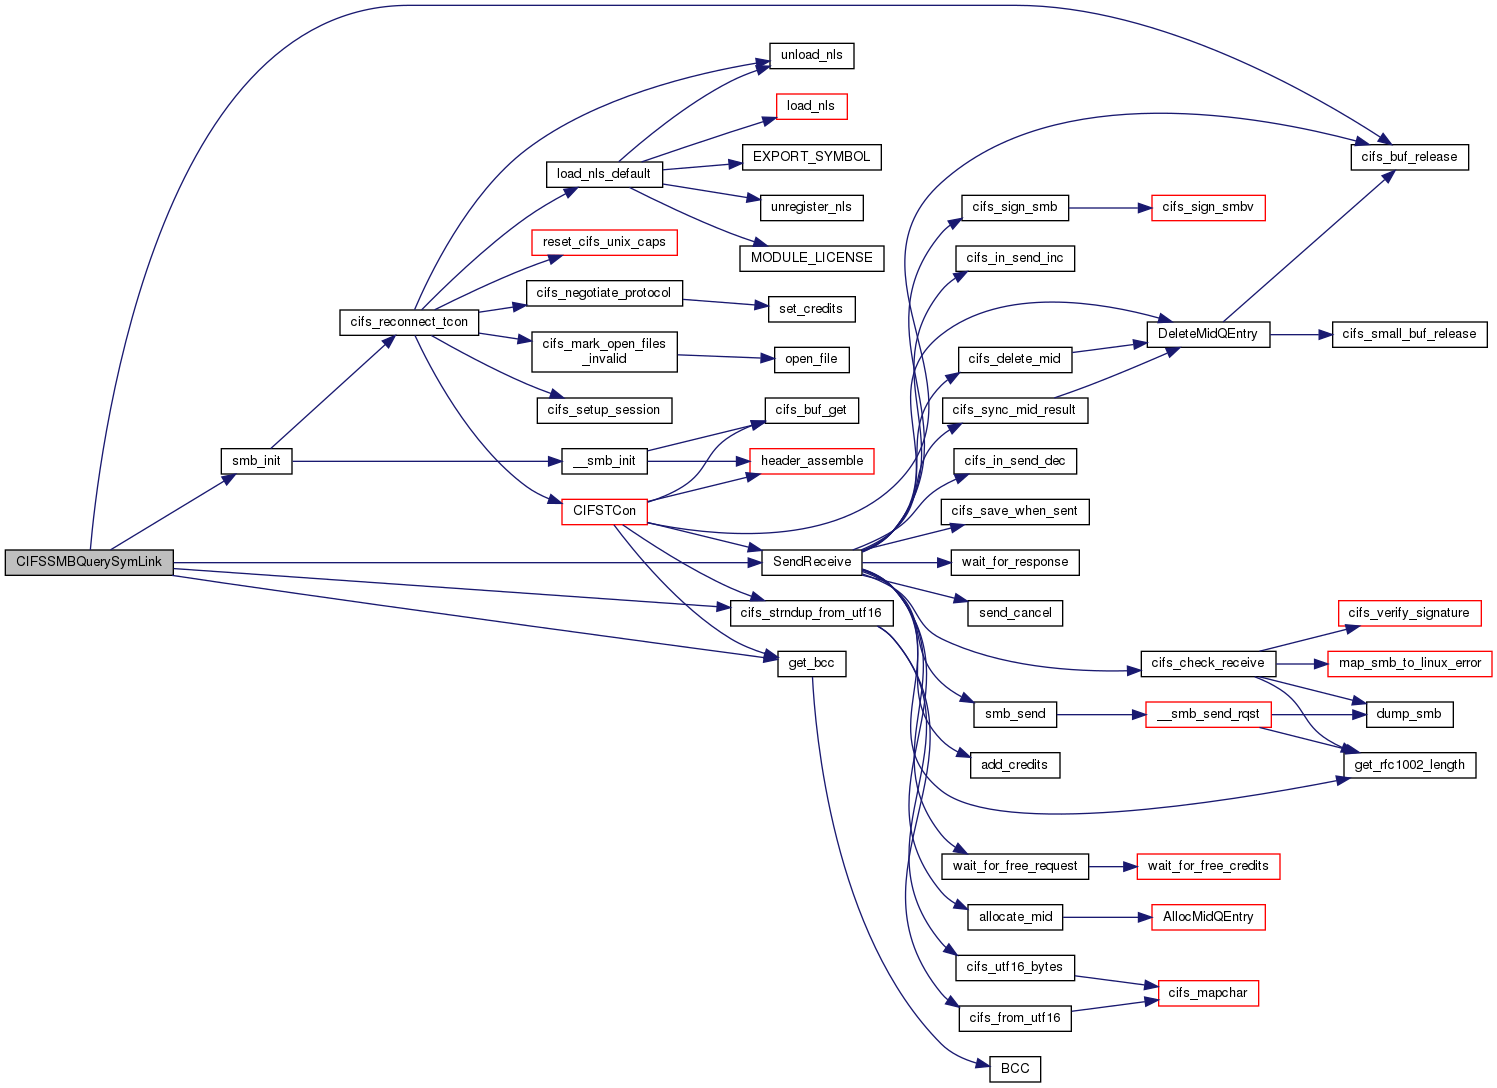 unload_nls
load_nls
EXPORT_SYMBOL
cifs_buf_release
load_nls_default
unregister_nls
cifs_sign_smb
cifs_sign_smbv
reset_cifs_unix_caps
MODULE_LICENSE
cifs_in_send_inc
cifs_negotiate_protocol
set_credits
cifs_reconnect_tcon
DeleteMidQEntry
cifs_small_buf_release
cifs_mark_open_files
_invalid
open_file
cifs_delete_mid
cifs_setup_session
cifs_buf_get
cifs_sync_mid_result
smb_init
__smb_init
header_assemble
cifs_in_send_dec
CIFSTCon
cifs_save_when_sent
CIFSSMBQuerySymLink
SendReceive
wait_for_response
cifs_strndup_from_utf16
send_cancel
cifs_verify_signature
get_bcc
cifs_check_receive
map_smb_to_linux_error
smb_send
__smb_send_rqst
dump_smb
add_credits
get_rfc1002_length
wait_for_free_request
wait_for_free_credits
allocate_mid
AllocMidQEntry
cifs_utf16_bytes
cifs_mapchar
cifs_from_utf16
BCC